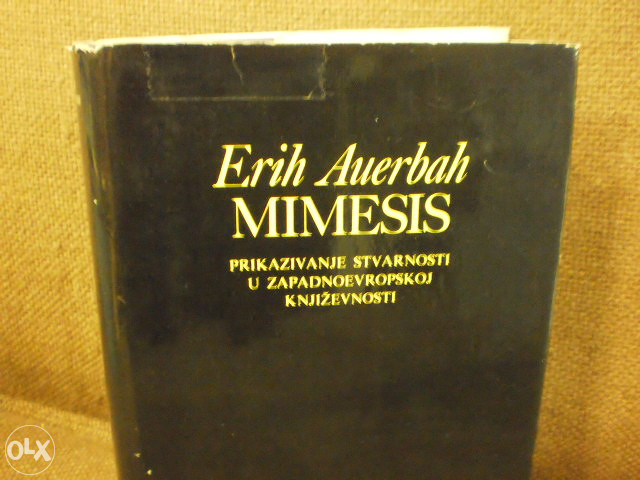 Erih Auerbah
MIMESIS
PRIKAZIVANJE STVARNOSTI
U ZAPADNOEVROPSKOJ
KNJIŽEVNOSTI
OLX